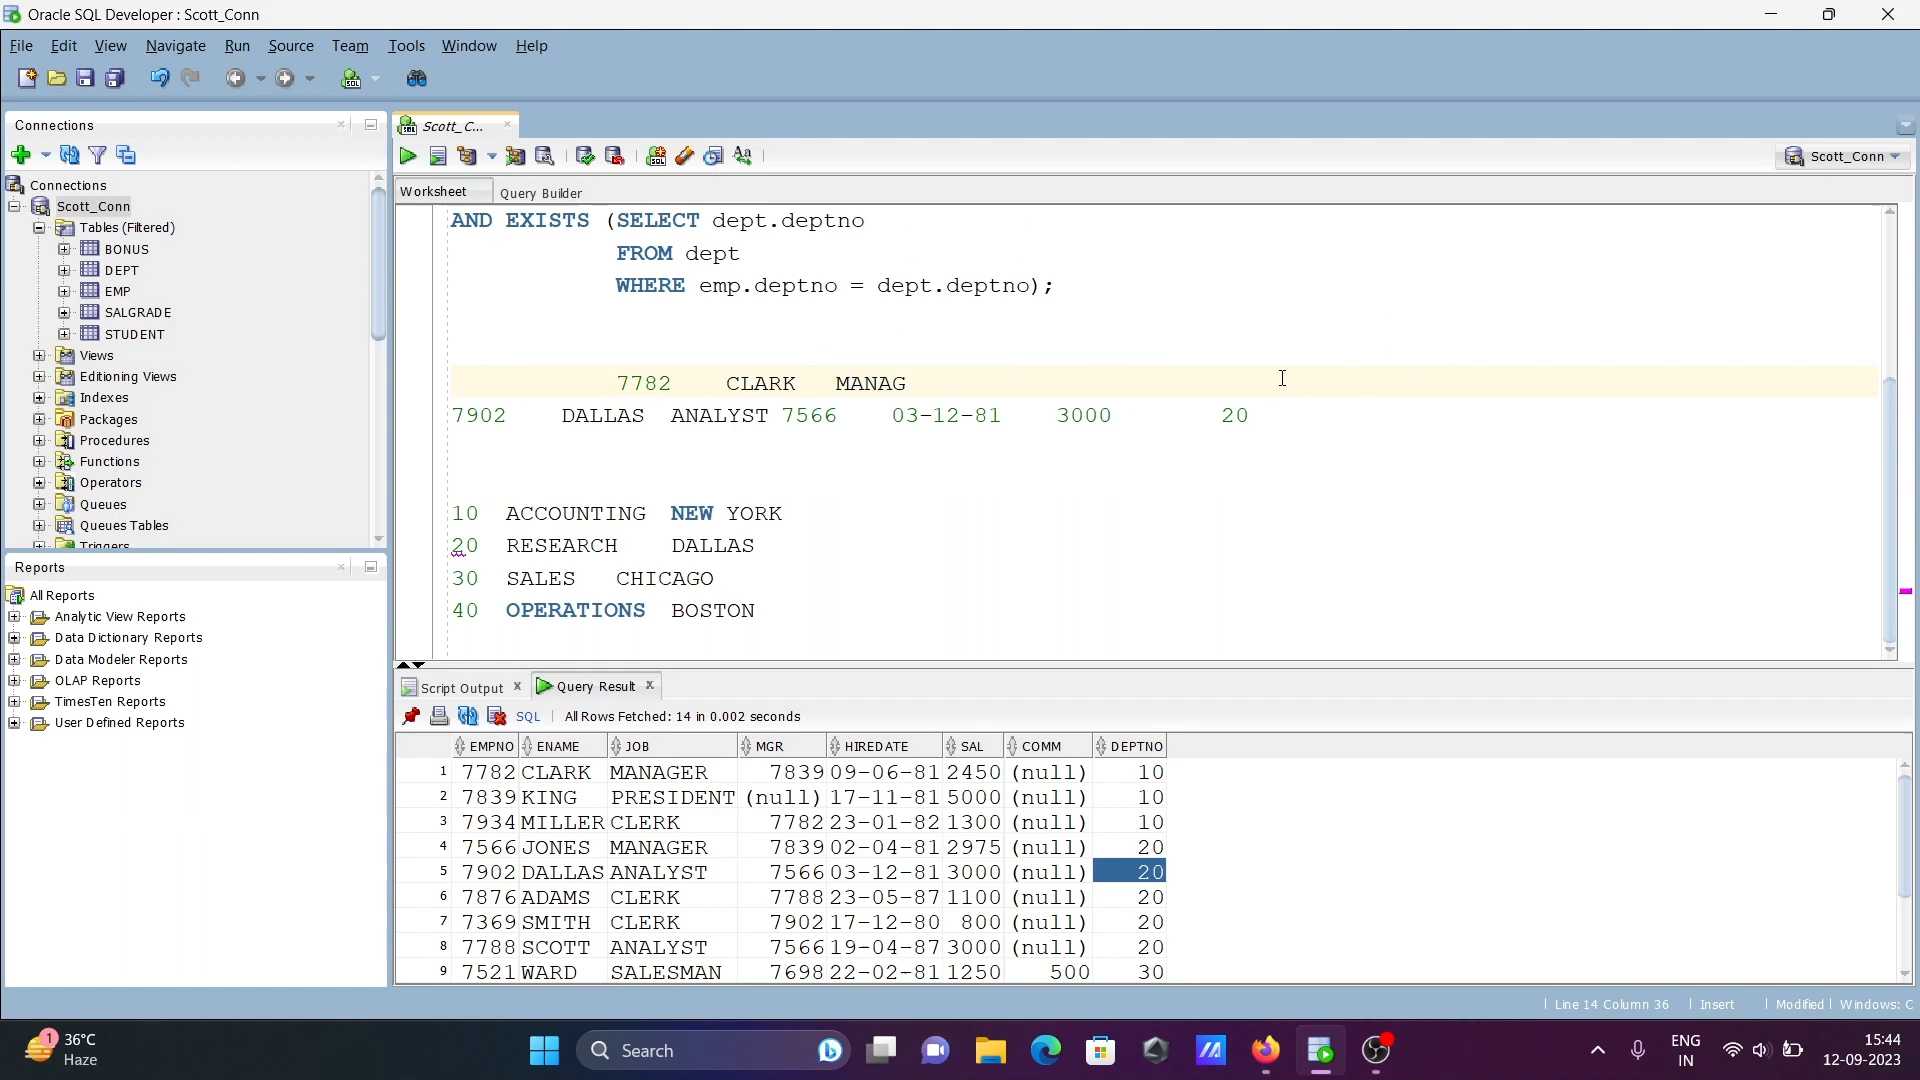 Oracle SQL Developer : Scott_Conn
File Edit View Navigate Run Source Team Tools Window Help
Connections
Scott_C...
Scott_Conn
Worksheet Query Builder
Connections
Scott_Conn
Tables (Filtered)
BONUS
DEPT
EMP
SALGRADE
STUDENT
Views
Editioning Views
Indexes
Packages
Procedures
Functions
Operators
Queues
Queues Tables
Triggers
AND EXISTS (SELECT dept.deptno
FROM dept
WHERE emp.deptno = dept.deptno);
7782 CLARK MANAG
7902 DALLAS ANALYST 7566 03-12-81 3000 20
10 ACCOUNTING NEW YORK
20 RESEARCH DALLAS
30 SALES CHICAGO
40 OPERATIONS BOSTON
Reports
All Reports
Analytic View Reports
Data Dictionary Reports
Data Modeler Reports
OLAP Reports
TimesTen Reports
User Defined Reports
Script Output Query Result
SQL All Rows Fetched: 14 in 0.002 seconds
EMPNO ENAME JOB MGR HIREDATE SAL COMM DEPTNO
1 7782 CLARK MANAGER 7839 09-06-81 2450 (null) 10
2 7839 KING PRESIDENT (null) 17-11-81 5000 (null) 10
3 7934 MILLER CLERK 7782 23-01-82 1300 (null) 10
4 7566 JONES MANAGER 7839 02-04-81 2975 (null) 20
5 7902 DALLAS ANALYST 7566 03-12-81 3000 (null) 20
6 7876 ADAMS CLERK 7788 23-05-87 1100 (null) 20
7 7369 SMITH CLERK 7902 17-12-80 800 (null) 20
8 7788 SCOTT ANALYST 7566 19-04-87 3000 (null) 20
9 7521 WARD SALESMAN 7698 22-02-81 1250 500 30
Line 14 Column 36 Insert Modified Windows: C
1
36°C
Haze
Search
ENG
IN
15:44
12-09-2023